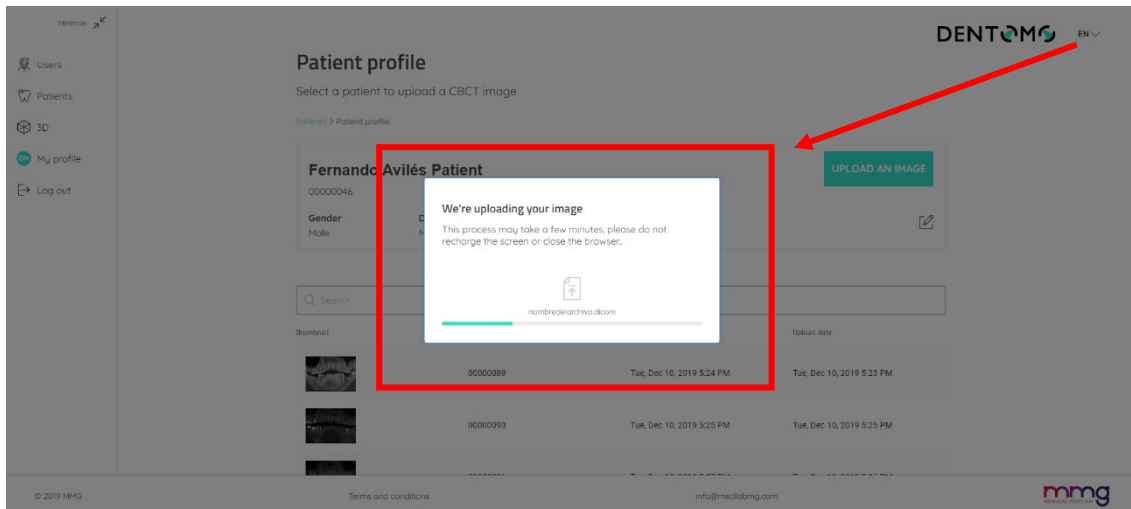 Minimize
DENTOMG
EN
Users
Patients
3D
DM My profile
Log out
Patient profile
Select a patient to upload a CBCT image
Patients > Patient profile
Fernando Avilés Patient
UPLOAD AN IMAGE
00000046
Gender
Male
We're uploading your image
This process may take a few minutes, please do not
recharge the screen or close the browser..
nombredelarchivo.dicom
Search
thumbnail
Upload date
00000089 Tue, Dec 10, 2019 5:24 PM Tue, Dec 10, 2019 5:23 PM
00000090 Tue, Dec 10, 2019 5:25 PM Tue, Dec 10, 2019 5:25 PM
© 2019 MMG
Terms and conditions
info@medlabmg.com
mmg